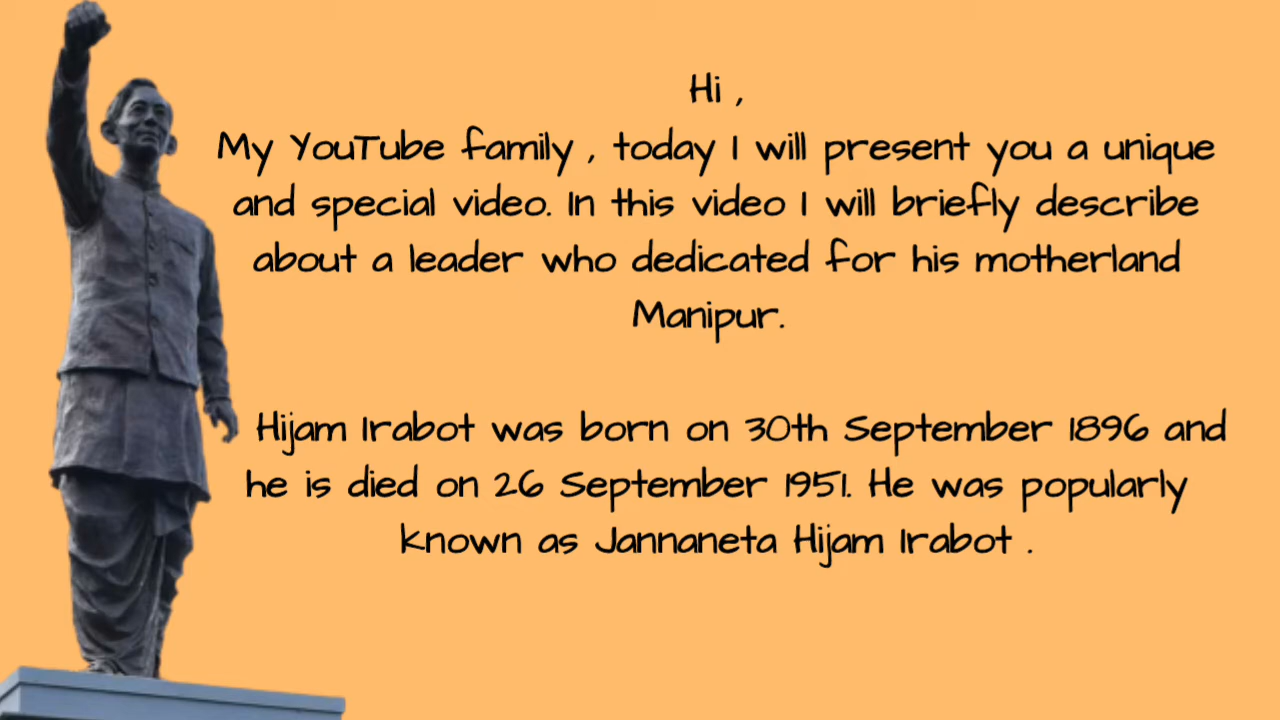 Hi ,
My YouTube family , today I will present you a unique
and special video. In this video I will briefly describe
about a leader who dedicated for his motherland
Manipur.
Hijam Irabot was born on 30th September 1896 and
he is died on 26 September 1951. He was popularly
known as Jannaneta Hijam Irabot .